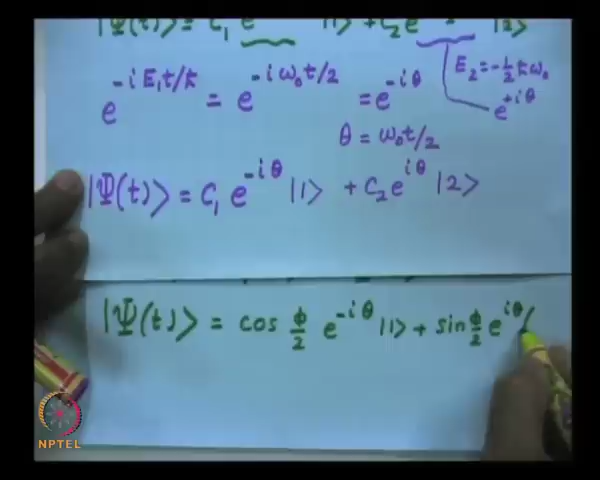 |Ψ(t)⟩ = C₁ e |1⟩ + C₂ e |2⟩
E₂ = -½ℏω₀
e^{-iE₁t/ℏ} = e^{-iω₀t/2} = e^{-iθ} e^{+iθ}
θ = ω₀t/2
|Ψ(t)⟩ = C₁ e^{-iθ} |1⟩ + C₂ e^{iθ} |2⟩
|Ψ(t)⟩ = cos ϕ/2 e^{-iθ} |1⟩ + sin ϕ/2 e^{iθ} (
NPTEL